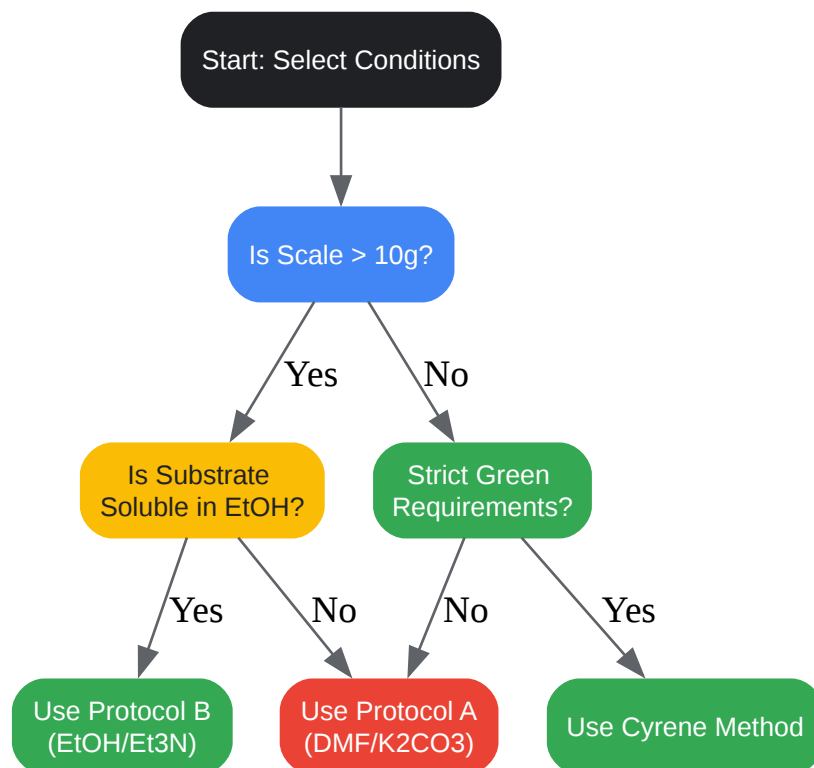 Start: Select Conditions
Is Scale > 10g?
Yes
No
Is Substrate
Soluble in EtOH?
Strict Green
Requirements?
Yes
No
No
Yes
Use Protocol B
(EtOH/Et3N)
Use Protocol A
(DMF/K2CO3)
Use Cyrene Method